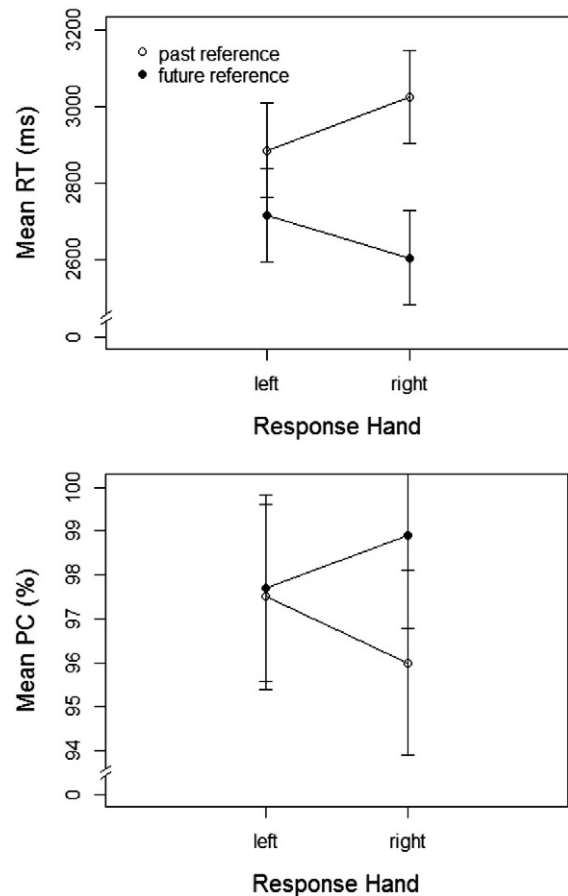 3200
3000
2800
2600
0
Mean RT (ms)
past reference
future reference
left right
Response Hand
100
99
98
97
96
95
94
0
Mean PC (%)
left right
Response Hand